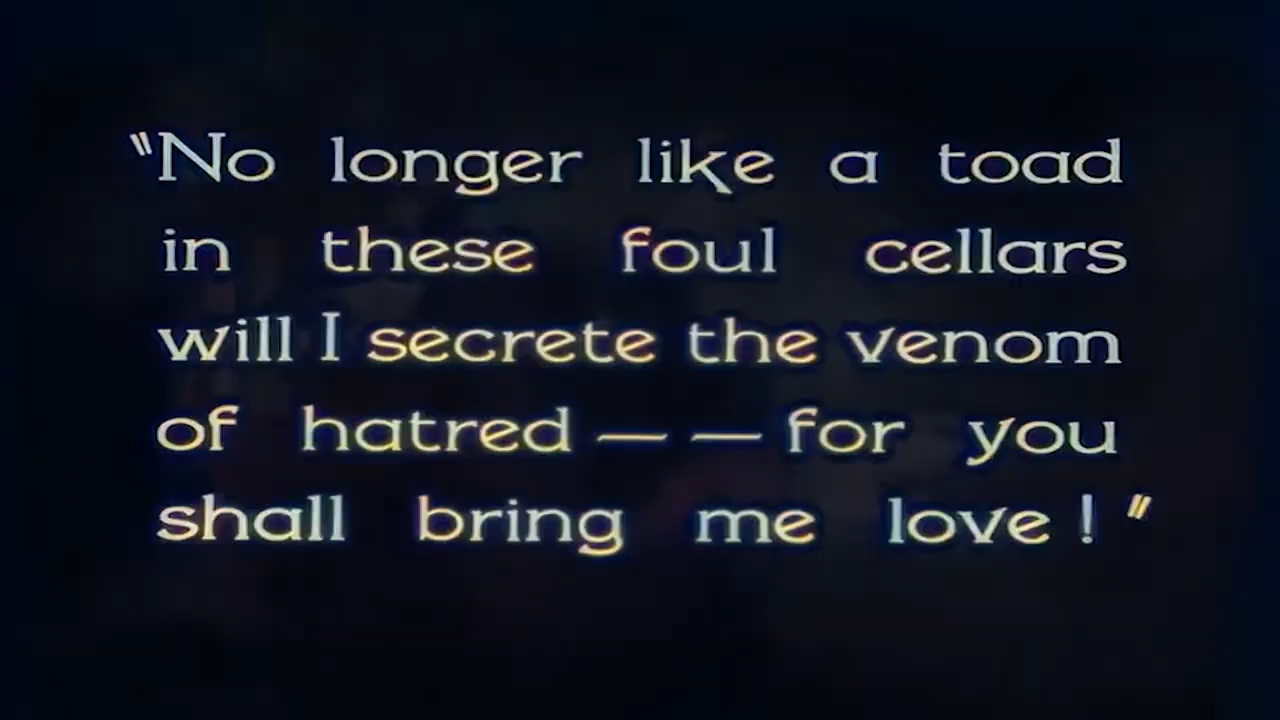 "No longer like a toad
in these foul cellars
will I secrete the venom
of hatred — — for you
shall bring me love ! "